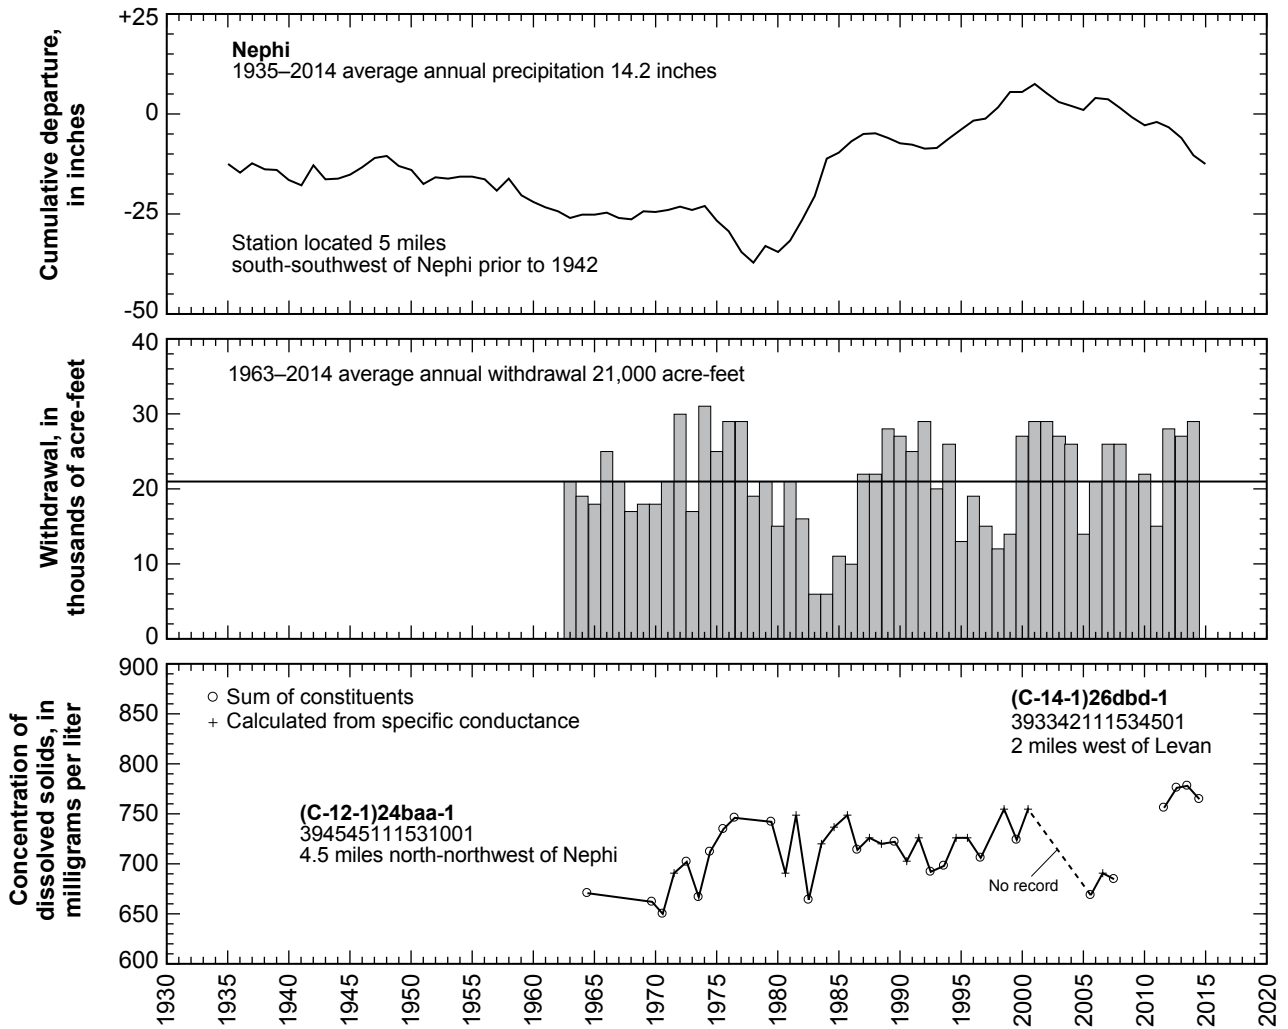 Cumulative departure,
in inches
+25
0
-25
-50
Nephi
1935–2014 average annual precipitation 14.2 inches
Station located 5 miles
south-southwest of Nephi prior to 1942
Withdrawal, in
thousands of acre-feet
40
30
20
10
0
1963–2014 average annual withdrawal 21,000 acre-feet
Concentration of
dissolved solids, in
milligrams per liter
900
850
800
750
700
650
600
Sum of constituents
Calculated from specific conductance
(C-14-1)26dbd-1
393342111534501
2 miles west of Levan
(C-12-1)24baa-1
394545111531001
4.5 miles north-northwest of Nephi
No record
1930
1935
1940
1945
1950
1955
1960
1965
1970
1975
1980
1985
1990
1995
2000
2005
2010
2015
2020